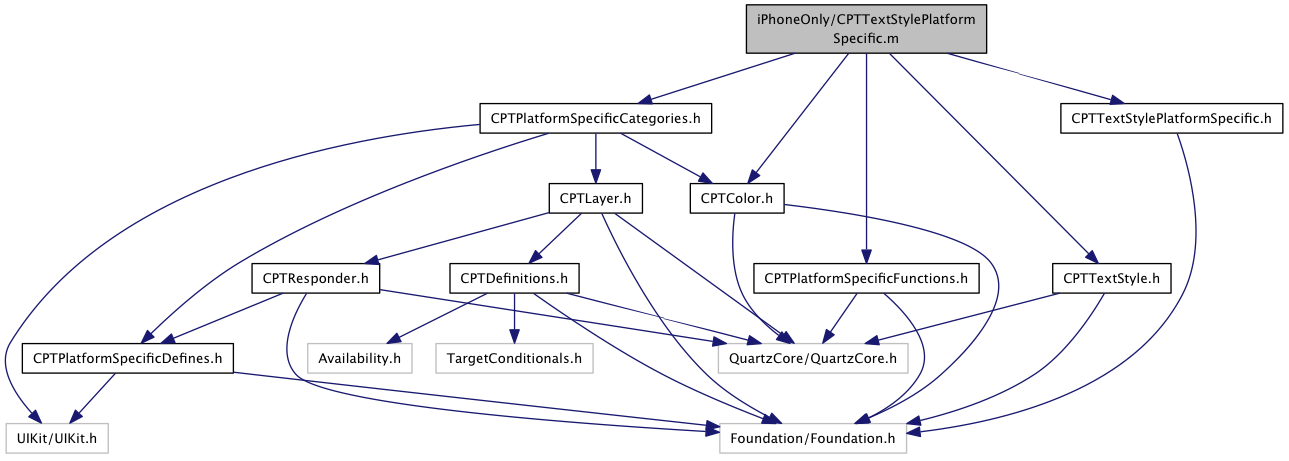 iPhoneOnly/CPTTextStylePlatform
Specific.m
CPTPlatformSpecificCategories.h
CPTTextStylePlatformSpecific.h
CPTLayer.h
CPTColor.h
CPTResponder.h
CPTDefinitions.h
CPTPlatformSpecificFunctions.h
CPTTextStyle.h
CPTPlatformSpecificDefines.h
Availability.h
TargetConditionals.h
QuartzCore/QuartzCore.h
UIKit/UIKit.h
Foundation/Foundation.h